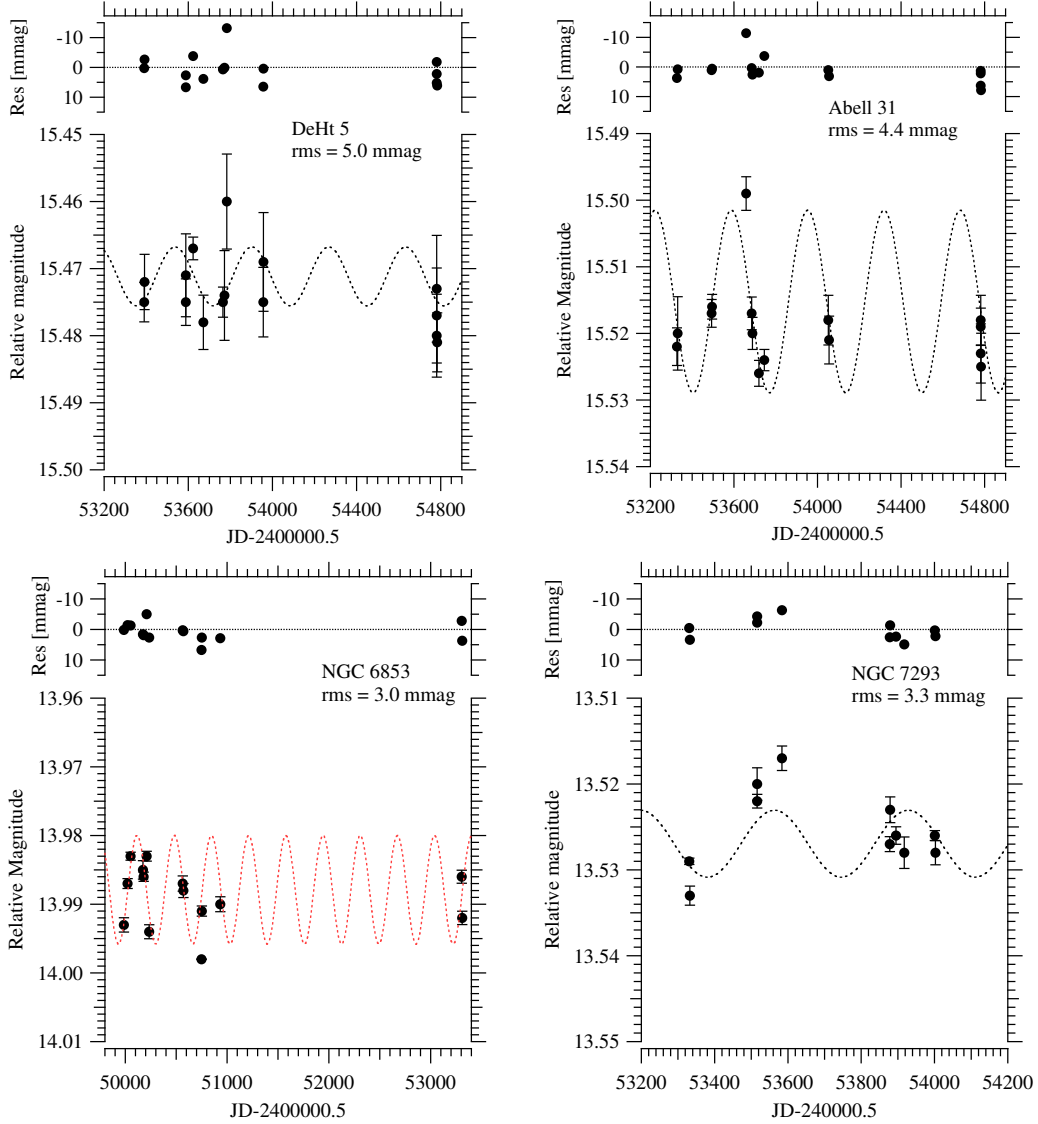 Res [mmag]
-10
0
10
DeHt 5
rms = 5.0 mmag
Relative magnitude
15.45
15.46
15.47
15.48
15.49
15.50
53200
53600
54000
54400
54800
JD-2400000.5
Res [mmag]
-10
0
10
Abell 31
rms = 4.4 mmag
Relative Magnitude
15.49
15.50
15.51
15.52
15.53
15.54
53200
53600
54000
54400
54800
JD-2400000.5
Res [mmag]
-10
0
10
NGC 6853
rms = 3.0 mmag
Relative Magnitude
13.96
13.97
13.98
13.99
14.00
14.01
50000
51000
52000
53000
JD-2400000.5
Res [mmag]
-10
0
10
NGC 7293
rms = 3.3 mmag
Relative magnitude
13.51
13.52
13.53
13.54
13.55
53200
53400
53600
53800
54000
54200
JD-2400000.5